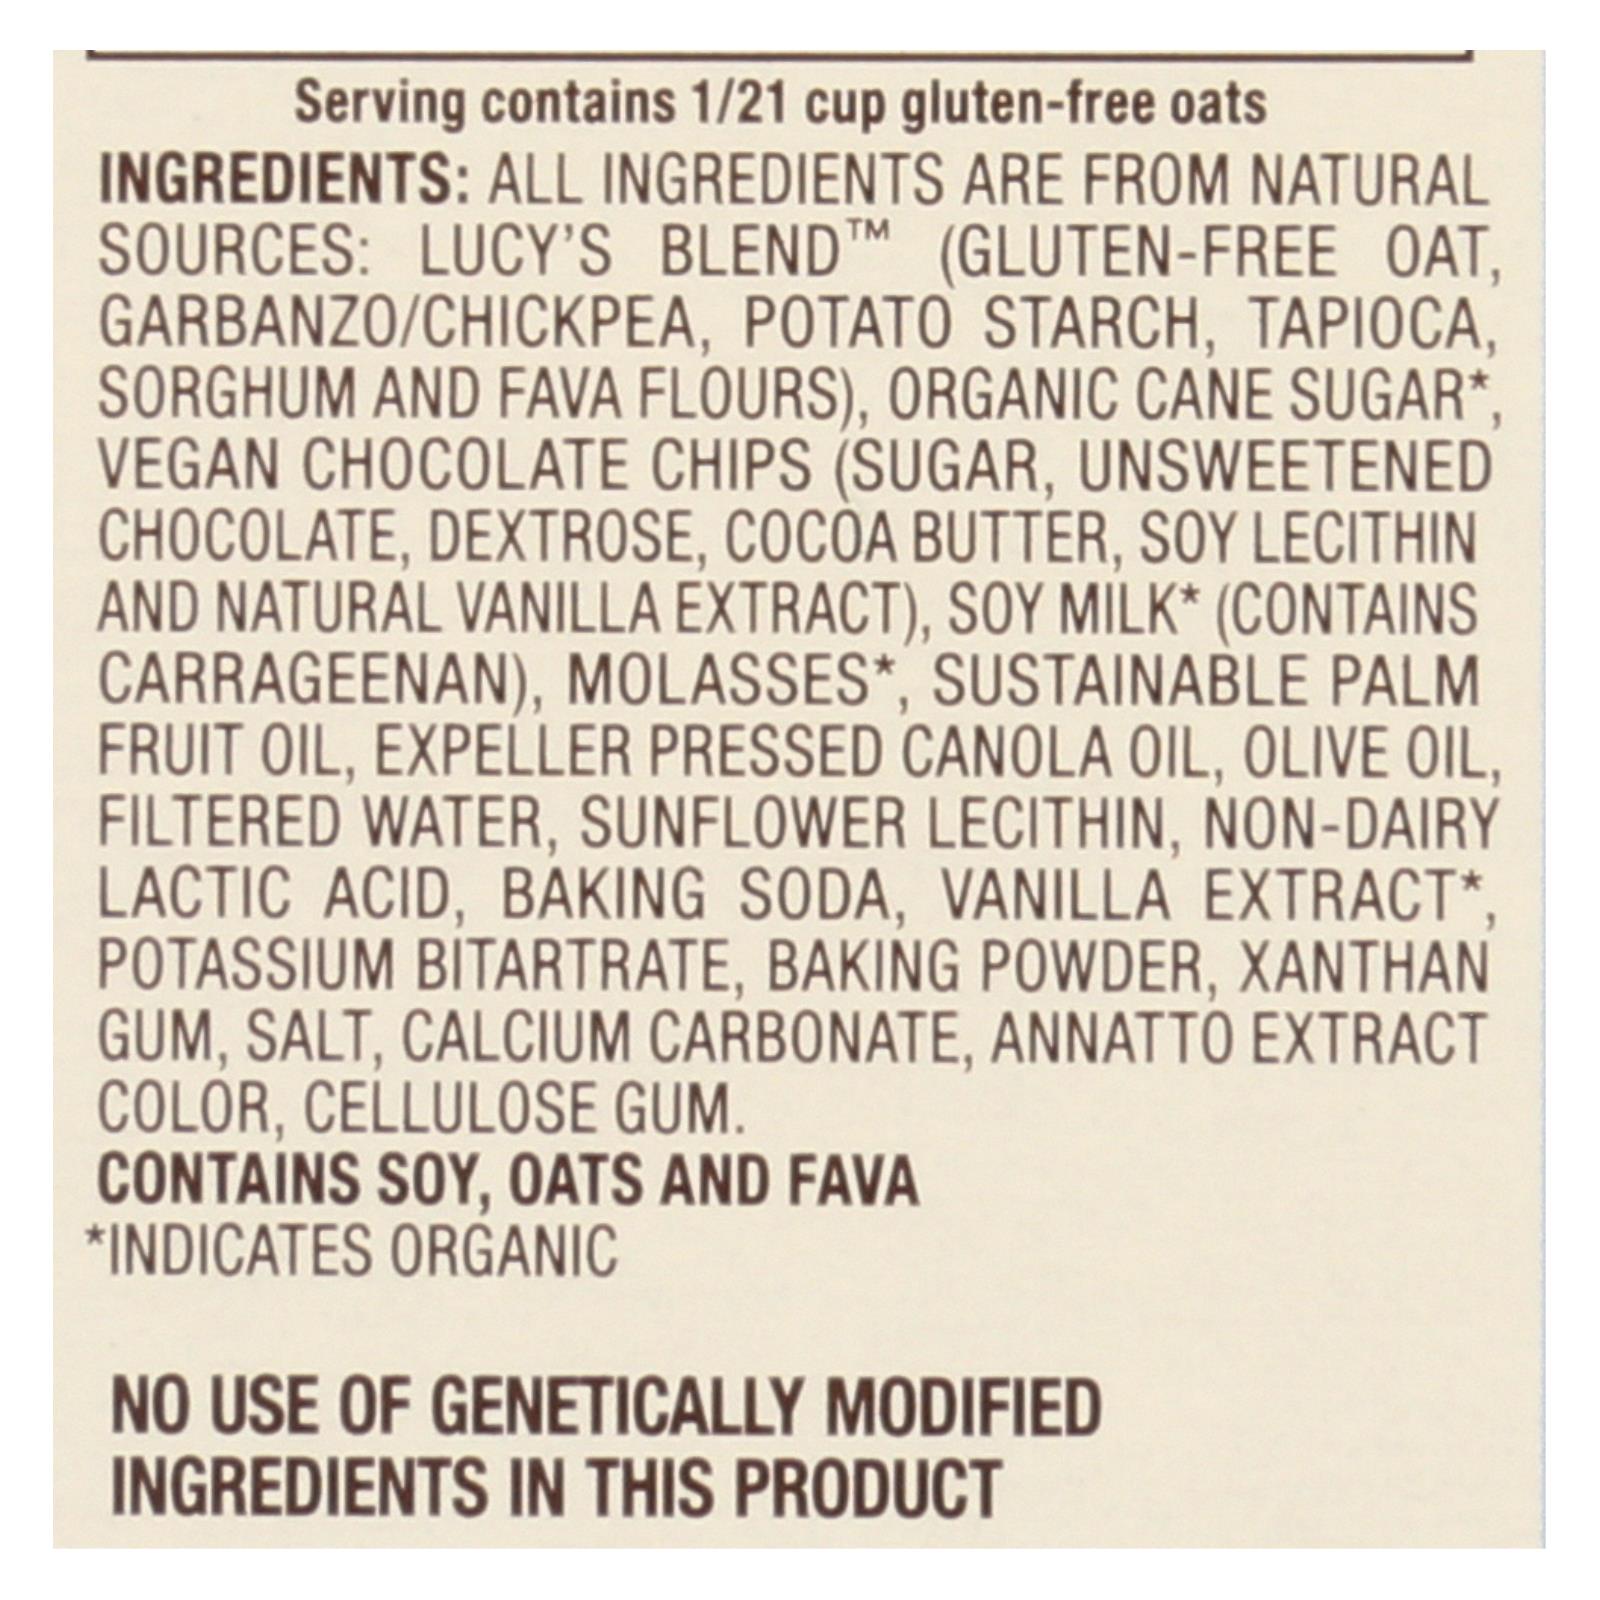 Serving contains 1/21 cup gluten-free oats
INGREDIENTS: ALL INGREDIENTS ARE FROM NATURAL
SOURCES: LUCY'S BLEND™ (GLUTEN-FREE OAT,
GARBANZO/CHICKPEA, POTATO STARCH, TAPIOCA,
SORGHUM AND FAVA FLOURS), ORGANIC CANE SUGAR*,
VEGAN CHOCOLATE CHIPS (SUGAR, UNSWEETENED
CHOCOLATE, DEXTROSE, COCOA BUTTER, SOY LECITHIN
AND NATURAL VANILLA EXTRACT), SOY MILK* (CONTAINS
CARRAGEENAN), MOLASSES*, SUSTAINABLE PALM
FRUIT OIL, EXPELLER PRESSED CANOLA OIL, OLIVE OIL,
FILTERED WATER, SUNFLOWER LECITHIN, NON-DAIRY
LACTIC ACID, BAKING SODA, VANILLA EXTRACT*,
POTASSIUM BITARTRATE, BAKING POWDER, XANTHAN
GUM, SALT, CALCIUM CARBONATE, ANNATTO EXTRACT
COLOR, CELLULOSE GUM.
CONTAINS SOY, OATS AND FAVA
*INDICATES ORGANIC
NO USE OF GENETICALLY MODIFIED
INGREDIENTS IN THIS PRODUCT